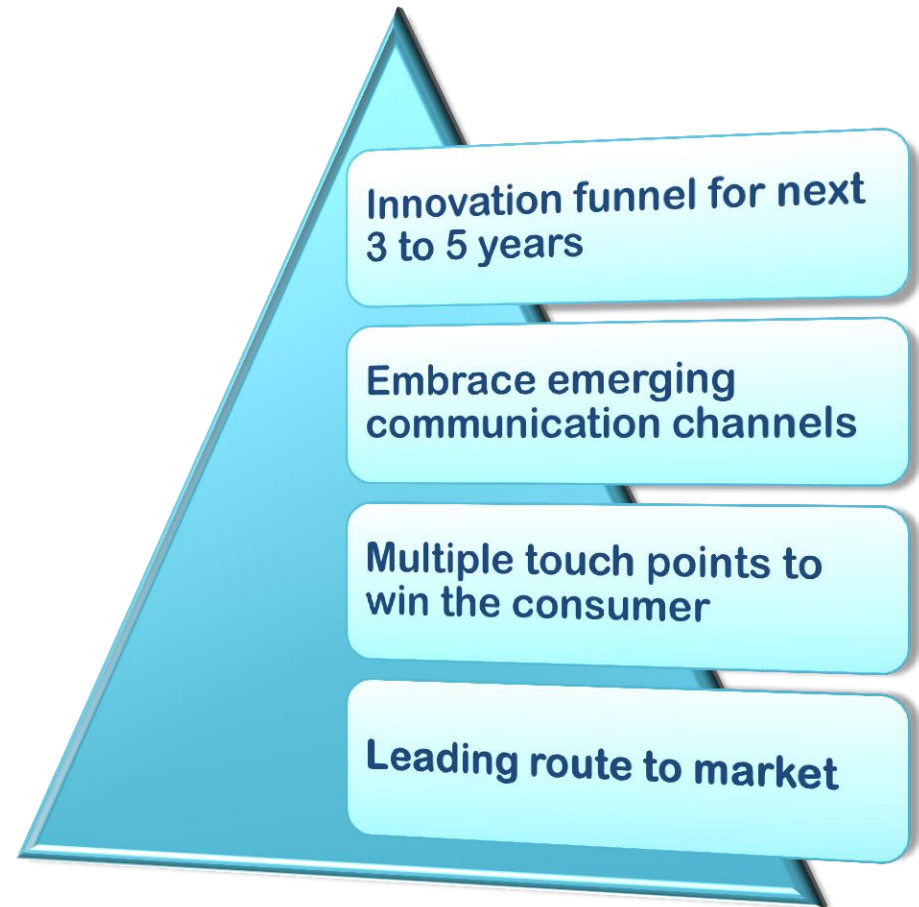 Innovation funnel for next
3 to 5 years
Embrace emerging
communication channels
Multiple touch points to
win the consumer
Leading route to market